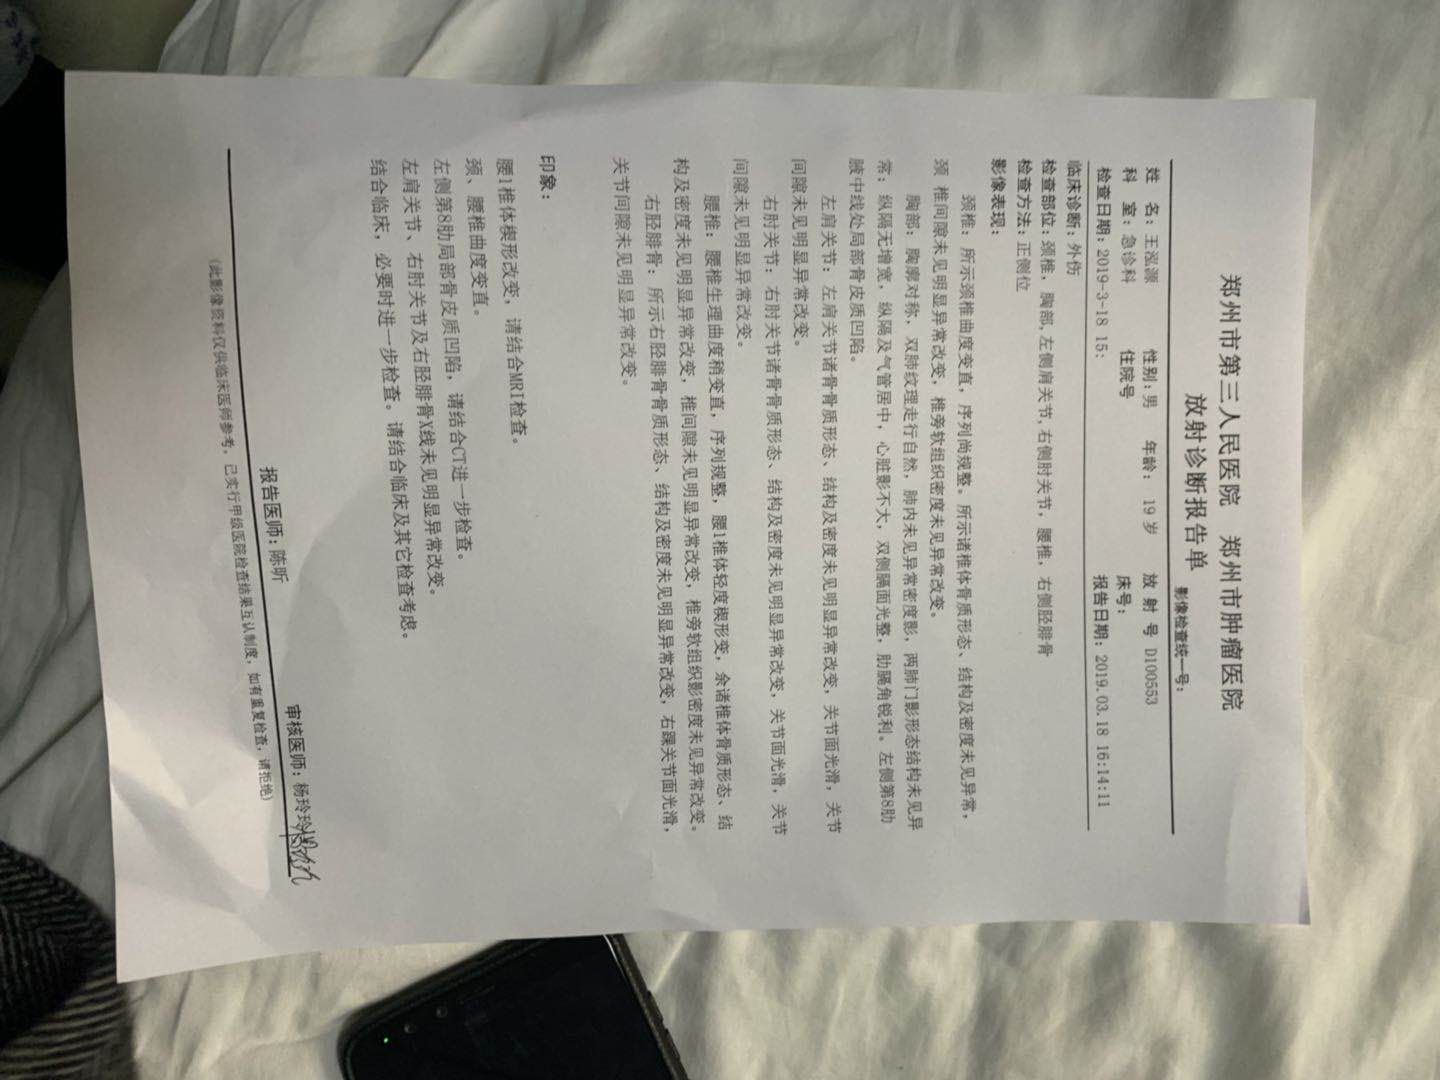 郑州市第三人民医院 郑州市肿瘤医院
放射诊断报告单
影像检查统一号：
姓 名：王泓源 性别：男 年龄： 19岁 放 射 号 D100553
科 室：急诊科 住院号 床号：
检查日期：2019-3-18 15： 报告日期：2019.03.18 16:14:11
临床诊断：外伤
检查部位：颈椎，胸部，左侧肩关节，右侧肘关节，腰椎，右侧胫腓骨
检查方法：正侧位
影像表现：
颈椎：所示颈椎曲度变直，序列尚规整。所示诸椎体骨质形态、结构及密度未见异常，
颈 椎间隙未见明显异常改变，椎旁软组织密度未见异常改变。
胸部：胸廓对称，双肺纹理走行自然，肺内未见异常密度影，两肺门影形态结构未见异
常；纵隔无增宽，纵隔及气管居中，心脏影不大，双侧膈面光整，肋膈角锐利。左侧第8肋
腋中线处局部骨皮质凹陷。
左肩关节：左肩关节诸骨骨质形态、结构及密度未见明显异常改变，关节面光滑，关节
间隙未见明显异常改变。
右肘关节：右肘关节诸骨骨质形态、结构及密度未见明显异常改变，关节面光滑，关节
间隙未见明显异常改变。
腰椎：腰椎生理曲度稍变直，序列规整，腰1椎体轻度楔形变，余诸椎体骨质形态、结
构及密度未见明显异常改变，椎间隙未见明显异常改变，椎旁软组织影密度未见异常改变。
右胫腓骨：所示右胫腓骨骨质形态、结构及密度未见明显异常改变，右踝关节面光滑，
关节间隙未见明显异常改变。
印象：
腰1椎体楔形改变，请结合MRI检查。
颈、腰椎曲度变直。
左侧第8肋局部骨皮质凹陷，请结合CT进一步检查。
左肩关节、右肘关节及右胫腓骨X线未见明显异常改变。
结合临床，必要时进一步检查。请结合临床及其它检查考虑。
报告医师：陈昕 审核医师：杨玲玲
(此影像资料仅供临床医师参考，已实行甲级医院检查结果互认制度，如有重复检查，请拒绝)